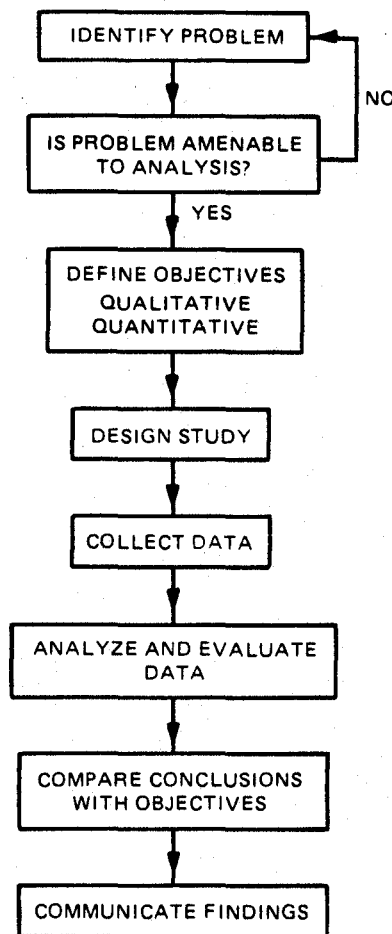 IDENTIFY PROBLEM
NO
IS PROBLEM AMENABLE
TO ANALYSIS?
YES
DEFINE OBJECTIVES
QUALITATIVE
QUANTITATIVE
DESIGN STUDY
COLLECT DATA
ANALYZE AND EVALUATE
DATA
COMPARE CONCLUSIONS
WITH OBJECTIVES
COMMUNICATE FINDINGS